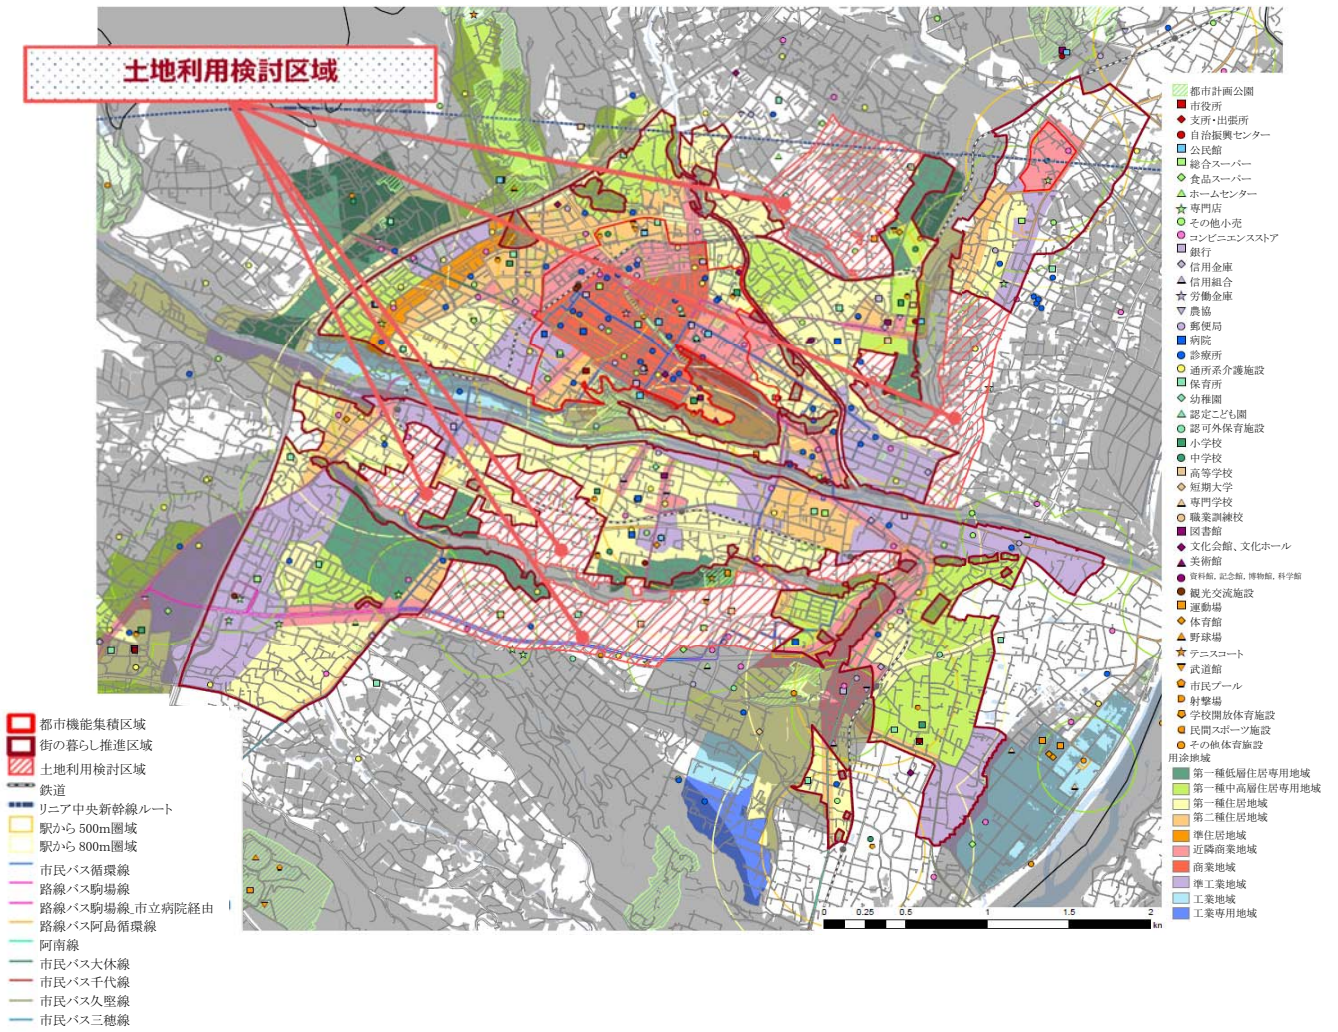 土地利用検討区域
都市計画公園
市役所
支所・出張所
自治振興センター
公民館
総合スーパー
食品スーパー
ホームセンター
専門店
その他小売
コンビニエンスストア
銀行
信用金庫
信用組合
労働金庫
農協
郵便局
病院
診療所
通所系介護施設
保育所
幼稚園
認定こども園
認可外保育施設
小学校
中学校
高等学校
短期大学
専門学校
職業訓練校
図書館
文化会館、文化ホール
美術館
資料館, 記念館, 博物館, 科学館
観光交流施設
運動場
体育館
野球場
テニスコート
武道館
市民プール
射撃場
学校開放体育施設
民間スポーツ施設
その他体育施設
用途地域
第一種低層住居専用地域
第一種中高層住居専用地域
第一種住居地域
第二種住居地域
準住居地域
近隣商業地域
商業地域
準工業地域
工業地域
工業専用地域
都市機能集積区域
街の暮らし推進区域
土地利用検討区域
鉄道
リニア中央新幹線ルート
駅から500m圏域
駅から800m圏域
市民バス循環線
路線バス駒場線
路線バス駒場線_市立病院経由
路線バス阿島循環線
阿南線
市民バス大休線
市民バス千代線
市民バス久堅線
市民バス三穂線
0 0.25 0.5 1 1.5 2
km